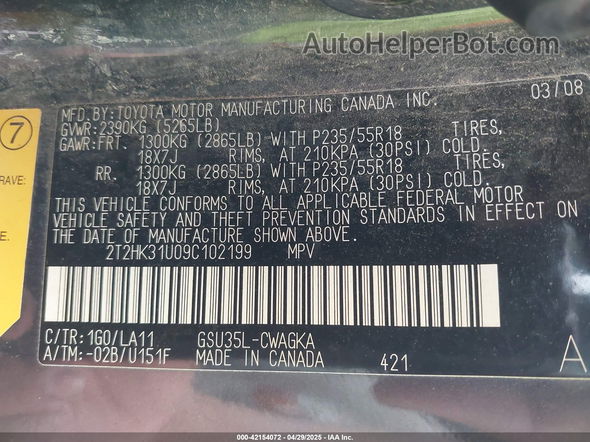 AutoHelperBot.com
MFD.BY:TOYOTA MOTOR MANUFACTURING CANADA INC. 03/08
GVWR:2390KG (5265LB)
GAWR:FRT. 1300KG (2865LB) WITH P235/55R18 TIRES,
18X7J RIMS, AT 210KPA (30PSI) COLD.
RR. 1300KG (2865LB) WITH P235/55R18 TIRES,
18X7J RIMS, AT 210KPA (30PSI) COLD.
THIS VEHICLE CONFORMS TO ALL APPLICABLE FEDERAL MOTOR
VEHICLE SAFETY AND THEFT PREVENTION STANDARDS IN EFFECT ON
THE DATE OF MANUFACTURE SHOWN ABOVE.
2T2HK31U09C102199 MPV
C/TR:1G0/LA11 GSU35L-CWAGKA
A/TM:-02B/U151F MADE IN CANADA 421 A
7
RAVE:
E.
000-42154072 - 04/29/2025 - IAA Inc.